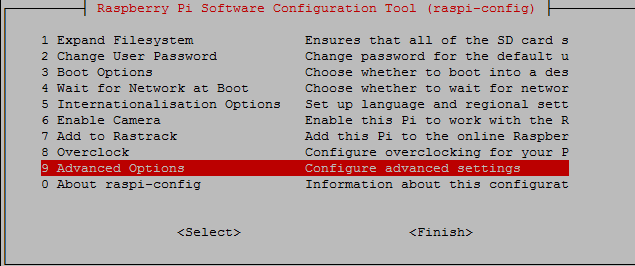 Raspberry Pi Software Configuration Tool (raspi-config)
1 Expand Filesystem Ensures that all of the SD card s
2 Change User Password Change password for the default u
3 Boot Options Choose whether to boot into a des
4 Wait for Network at Boot Choose whether to wait for networ
5 Internationalisation Options Set up language and regional sett
6 Enable Camera Enable this Pi to work with the R
7 Add to Rastrack Add this Pi to the online Raspber
8 Overclock Configure overclocking for your P
9 Advanced Options Configure advanced settings
0 About raspi-config Information about this configurat
<Select> <Finish>